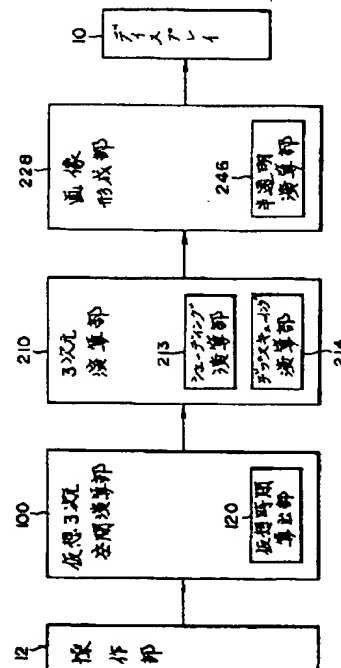 12
操作部
100
仮想3次元
空間演算部
120
仮想時間
算出部
210
3次元
演算部
213
シェーディング
演算部
214
デプスキューイング
演算部
228
画像
形成部
246
半透明
演算部
10
ディスプレイ